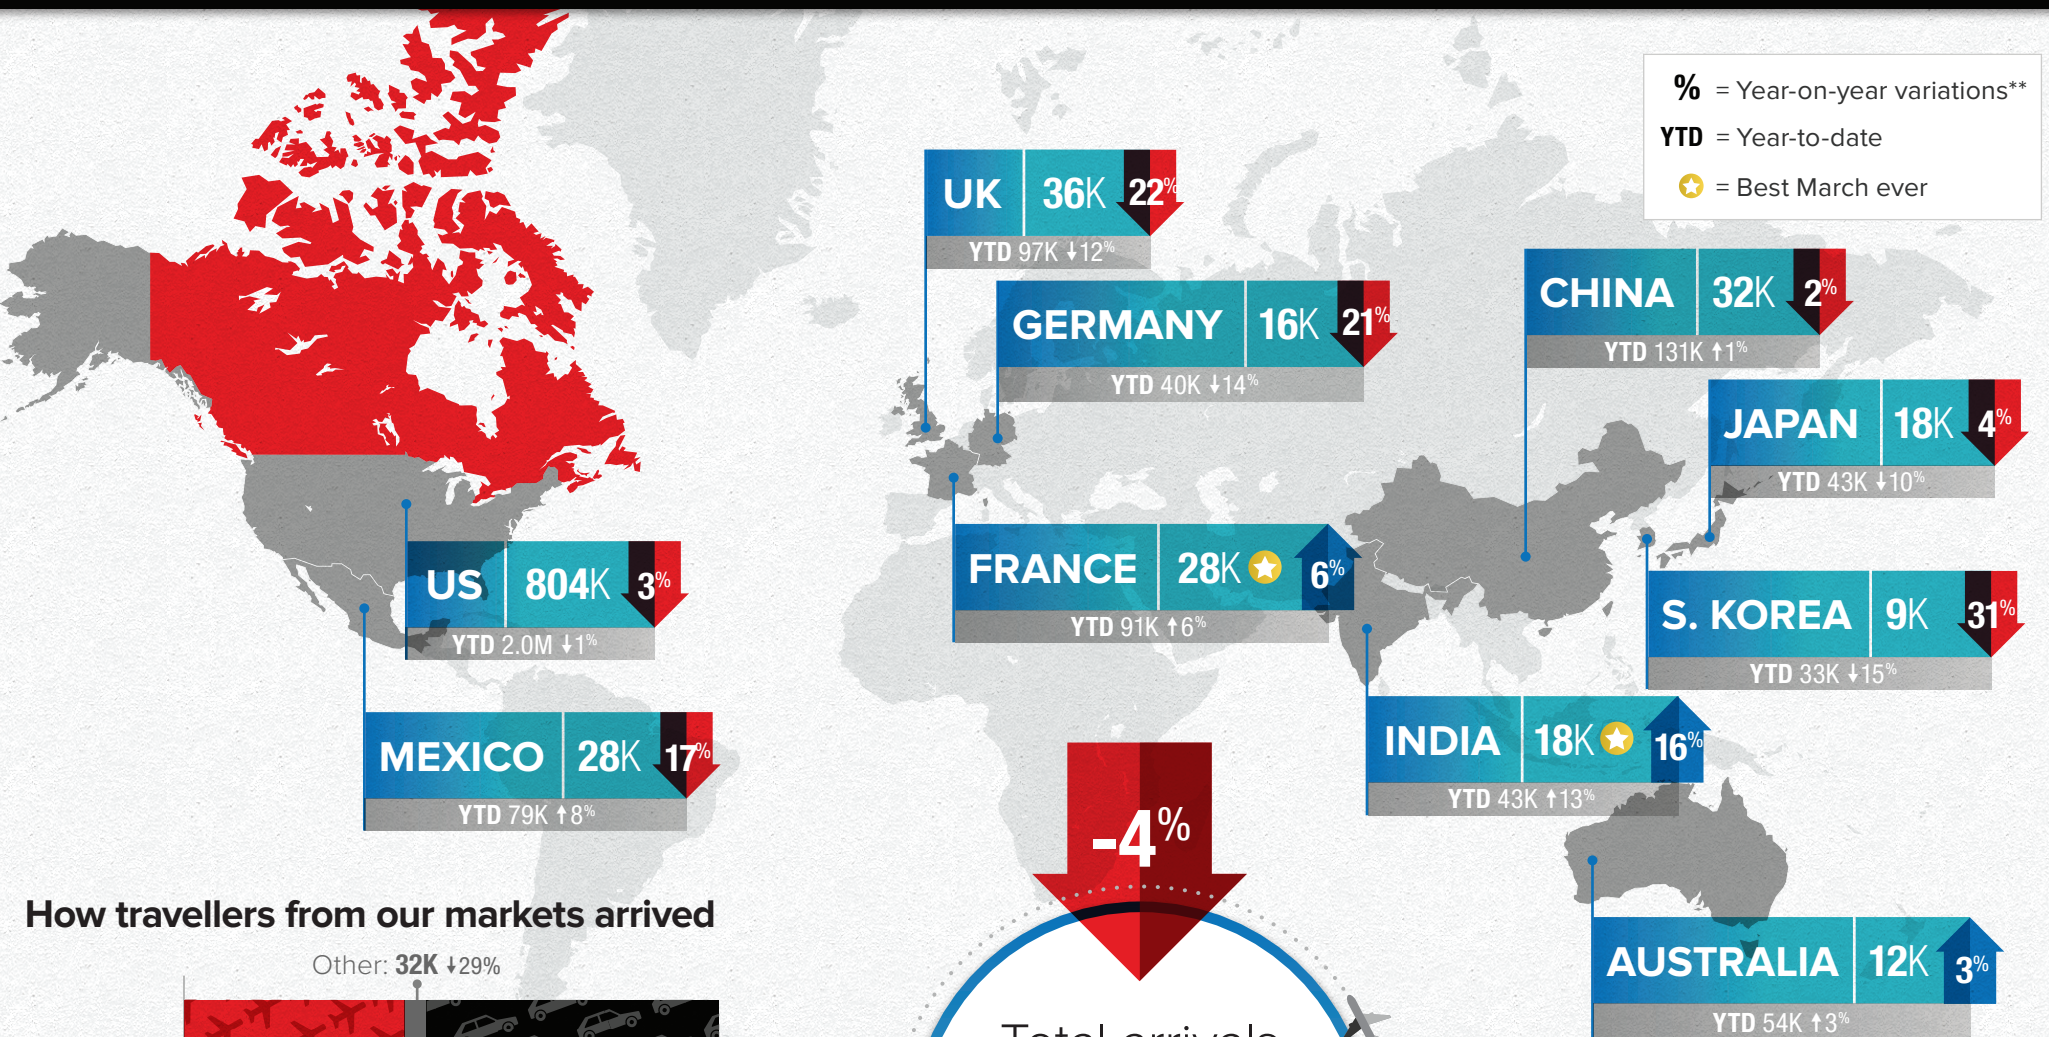 % = Year-on-year variations**
YTD = Year-to-date
= Best March ever
UK 36K 22%
YTD 97K ↓12%
GERMANY 16K 21%
YTD 40K ↓14%
CHINA 32K 2%
YTD 131K ↑1%
JAPAN 18K 4%
YTD 43K ↓10%
FRANCE 28K 6%
YTD 91K ↑6%
US 804K 3%
YTD 2.0M ↓1%
S. KOREA 9K 31%
YTD 33K ↓15%
MEXICO 28K 17%
YTD 79K ↑8%
INDIA 18K 16%
YTD 43K ↑13%
-4%
AUSTRALIA 12K 3%
YTD 54K ↑3%
How travellers from our markets arrived
Other: 32K ↓29%
Total arrivals